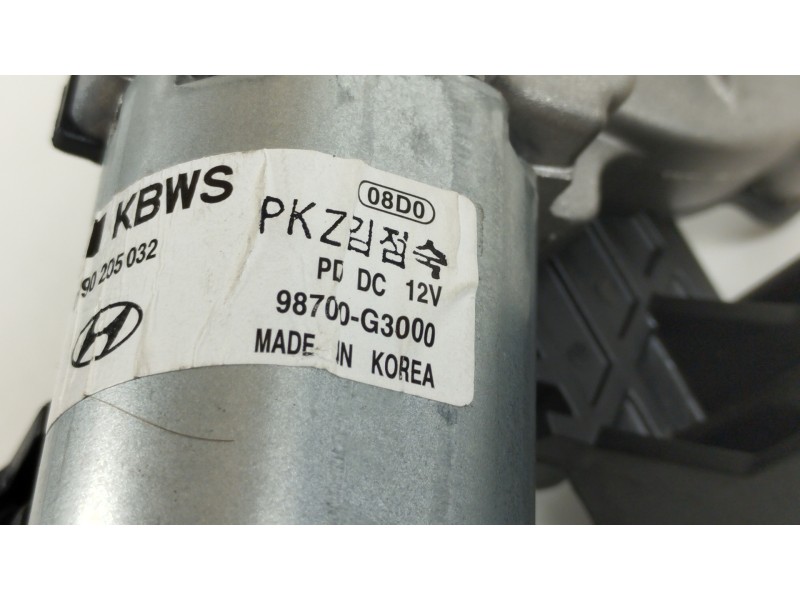 KBWS
90 205 032
08D0
PKZ김점숙
PD DC 12V
98700-G3000
MADE IN KOREA